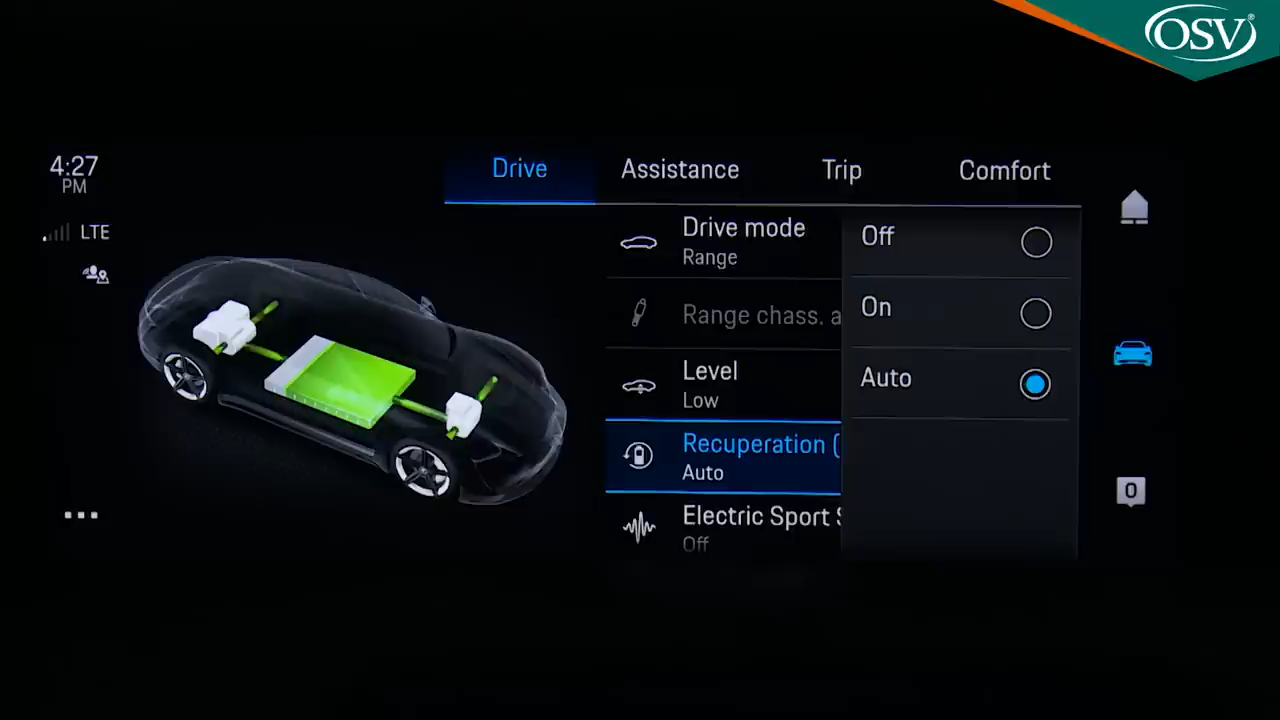 OSV®
4:27
PM
LTE
Drive
Assistance
Trip
Comfort
Drive mode
Range
Range chass. a
Level
Low
Recuperation (
Auto
Electric Sport S
Off
Off
On
Auto
0